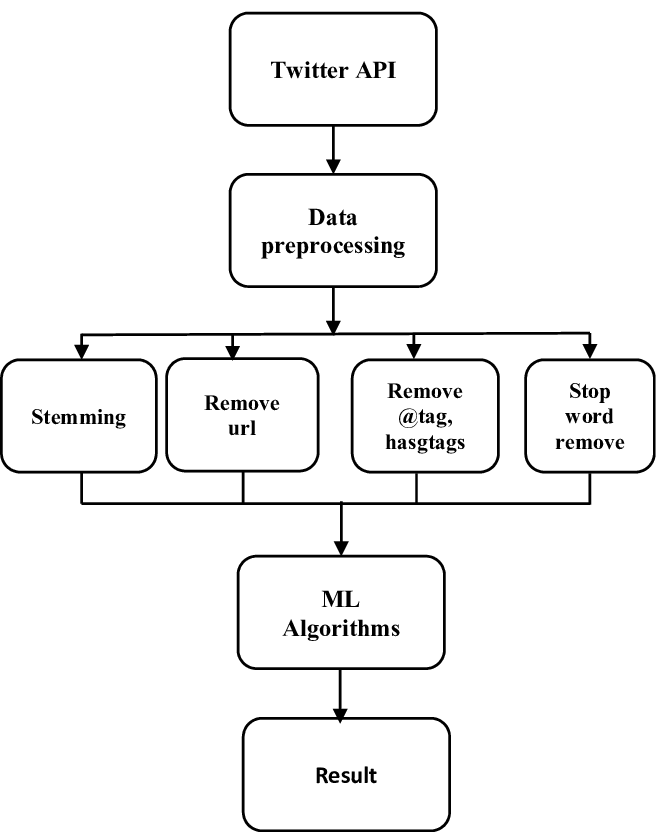 Twitter API
Data
preprocessing
Stemming
Remove
url
Remove
@tag,
hasgtags
Stop
word
remove
ML
Algorithms
Result